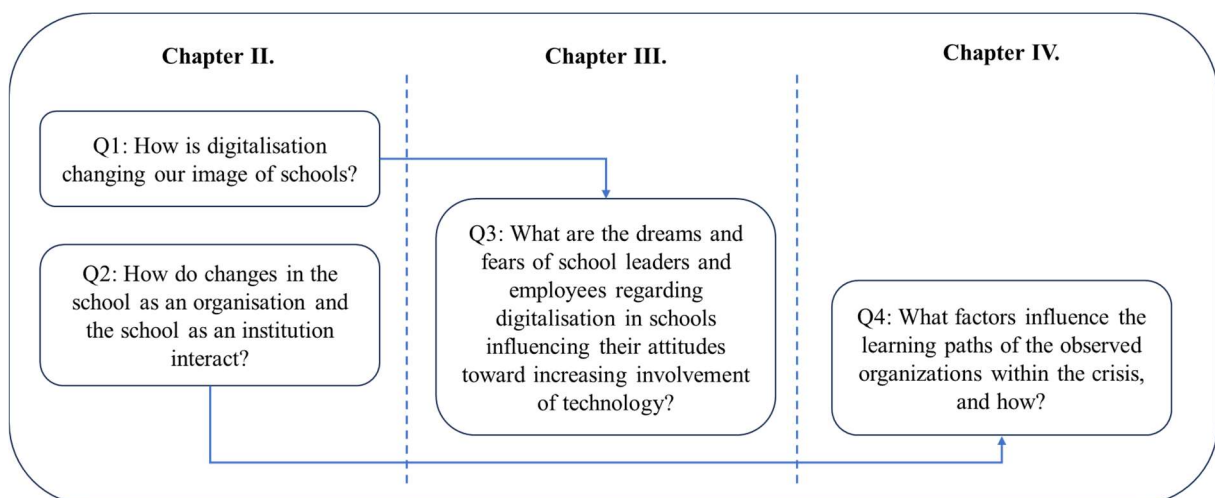 Chapter II.
Chapter III.
Chapter IV.
Q1: How is digitalisation
changing our image of schools?
Q2: How do changes in the
school as an organisation and
the school as an institution
interact?
Q3: What are the dreams and
fears of school leaders and
employees regarding
digitalisation in schools
influencing their attitudes
toward increasing involvement
of technology?
Q4: What factors influence the
learning paths of the observed
organizations within the crisis,
and how?